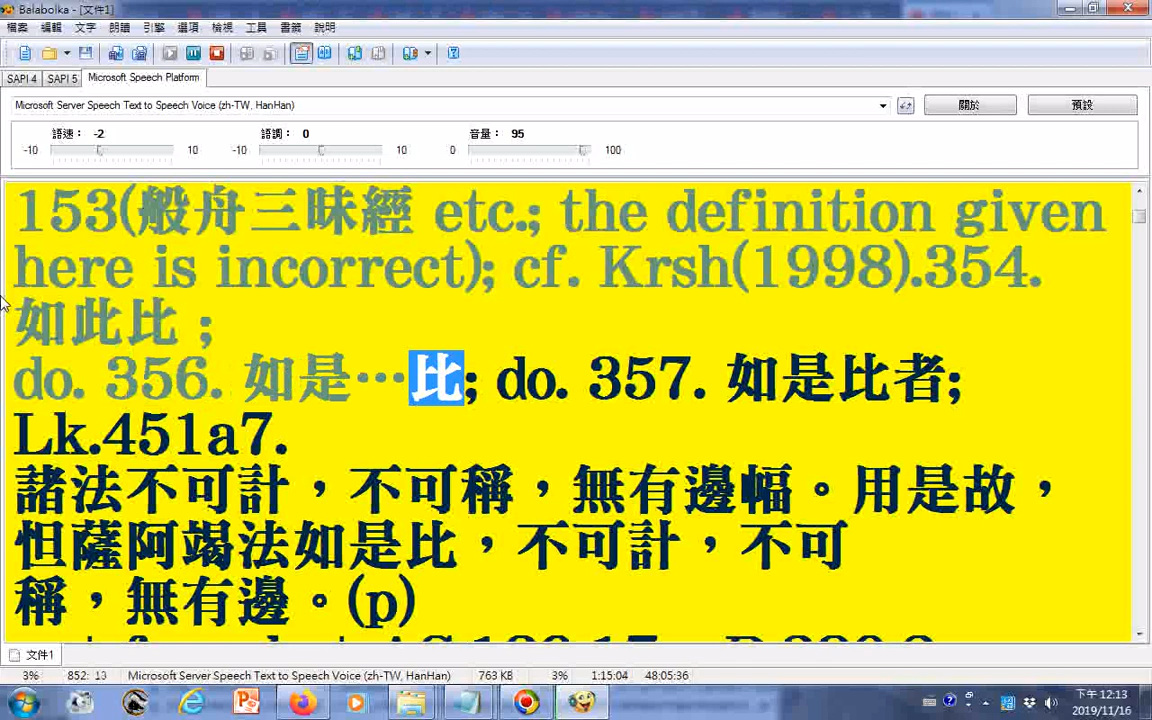 Balabolka - [文件1]
檔案 編輯 文字 朗讀 引擎 選項 檢視 工具 書籤 說明
SAPI 4 SAPI 5 Microsoft Speech Platform
Microsoft Server Speech Text to Speech Voice (zh-TW, HanHan)
關於 預設
語速： -2 語調： 0 音量： 95
-10 10 -10 10 0 100
153(般舟三昧經 etc.; the definition given
here is incorrect); cf. Krsh(1998).354.
如此比；
do. 356. 如是…比; do. 357. 如是比者;
Lk.451a7.
諸法不可計，不可稱，無有邊幅。用是故，
怛薩阿竭法如是比，不可計，不可
稱，無有邊。(p)
文件1
3% 852: 13 Microsoft Server Speech Text to Speech Voice (zh-TW, HanHan) 763 KB 3% 1:15:04 48:05:36
下午 12:13
2019/11/16